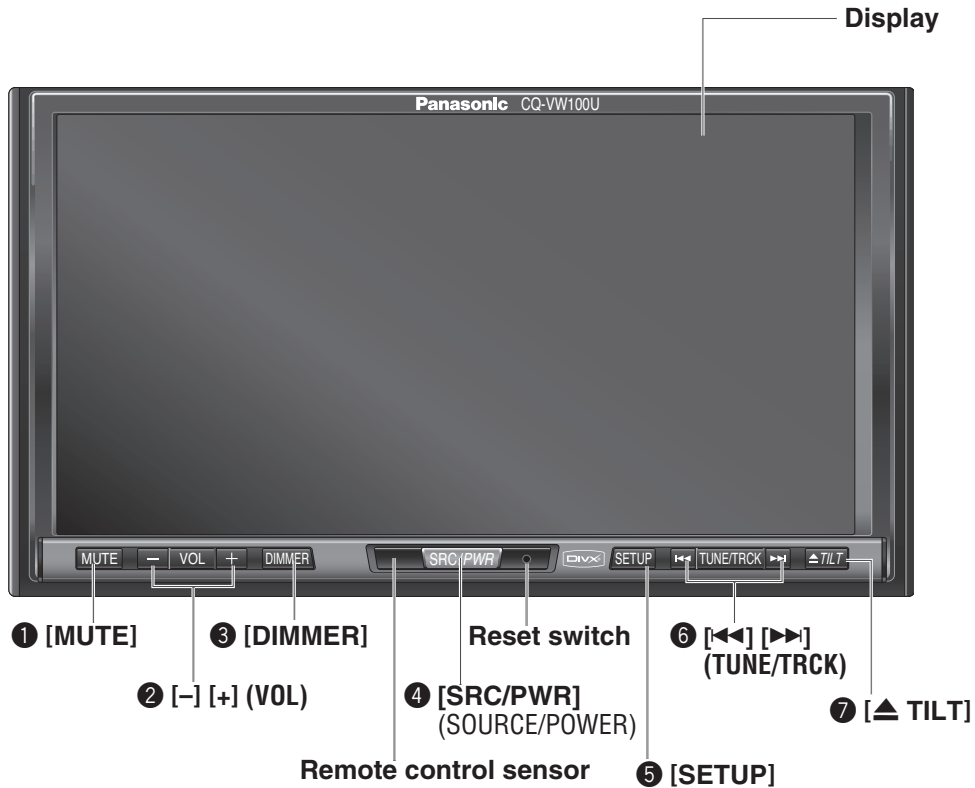 Display
Panasonic CQ-VW100U
MUTE – VOL + DIMMER SRC/PWR DIVX SETUP ⏮ TUNE/TRCK ⏭ ⏏TILT
❶ [MUTE]
❸ [DIMMER]
Reset switch
❻ [⏮] [⏭]
(TUNE/TRCK)
❷ [–] [+] (VOL)
❹ [SRC/PWR]
(SOURCE/POWER)
❼ [⏏ TILT]
Remote control sensor
❺ [SETUP]